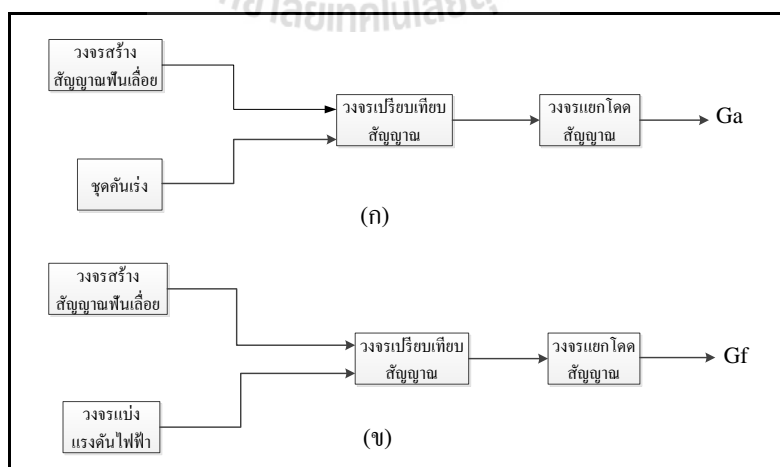 วงจรสร้าง
สัญญาณฟันเลื่อย
วงจรเปรียบเทียบ
สัญญาณ
วงจรแยกโดด
สัญญาณ
Ga
ชุดคันเร่ง
(ก)
วงจรสร้าง
สัญญาณฟันเลื่อย
วงจรเปรียบเทียบ
สัญญาณ
วงจรแยกโดด
สัญญาณ
Gf
วงจรแบ่ง
แรงดันไฟฟ้า
(ข)